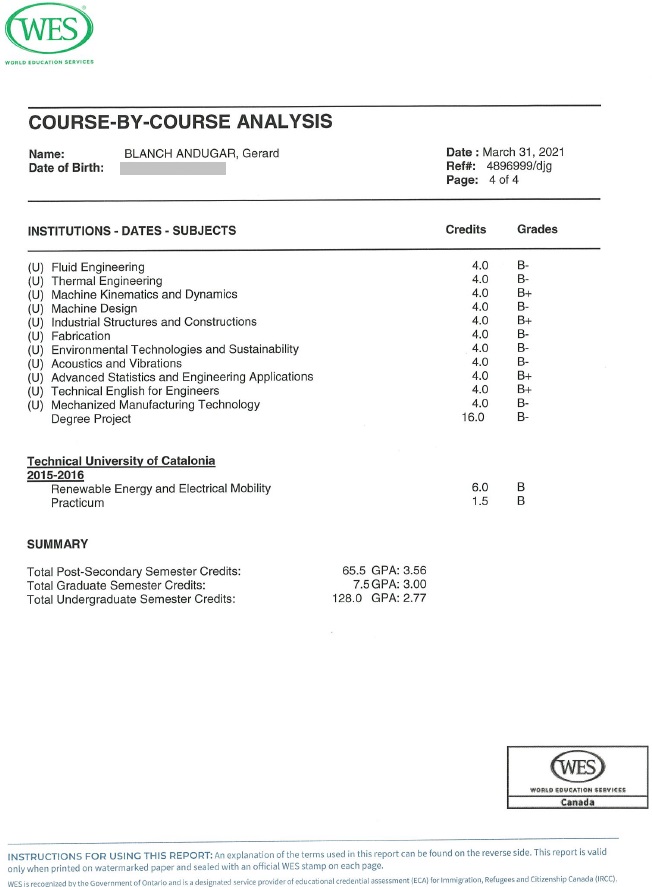 WES
WORLD EDUCATION SERVICES
COURSE-BY-COURSE ANALYSIS
Name: BLANCH ANDUGAR, Gerard Date : March 31, 2021
Date of Birth: Ref#: 4896999/djg
Page: 4 of 4
INSTITUTIONS - DATES - SUBJECTS Credits Grades
(U) Fluid Engineering 4.0 B-
(U) Thermal Engineering 4.0 B-
(U) Machine Kinematics and Dynamics 4.0 B+
(U) Machine Design 4.0 B-
(U) Industrial Structures and Constructions 4.0 B+
(U) Fabrication 4.0 B-
(U) Environmental Technologies and Sustainability 4.0 B-
(U) Acoustics and Vibrations 4.0 B-
(U) Advanced Statistics and Engineering Applications 4.0 B+
(U) Technical English for Engineers 4.0 B+
(U) Mechanized Manufacturing Technology 4.0 B-
Degree Project 16.0 B-
Technical University of Catalonia
2015-2016
Renewable Energy and Electrical Mobility 6.0 B
Practicum 1.5 B
SUMMARY
Total Post-Secondary Semester Credits: 65.5 GPA: 3.56
Total Graduate Semester Credits: 7.5 GPA: 3.00
Total Undergraduate Semester Credits: 128.0 GPA: 2.77
WES
WORLD EDUCATION SERVICES
Canada
INSTRUCTIONS FOR USING THIS REPORT: An explanation of the terms used in this report can be found on the reverse side. This report is valid
only when printed on watermarked paper and sealed with an official WES stamp on each page.
WES is recognized by the Government of Ontario and is a designated service provider of educational credential assessment (ECA) for Immigration, Refugees and Citizenship Canada (IRCC).